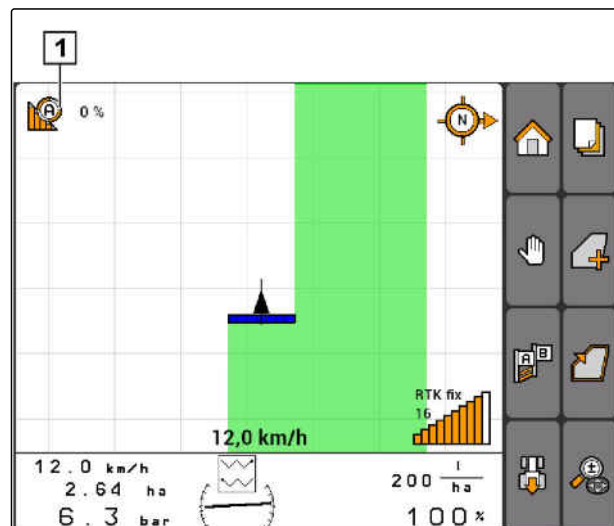 1
A
0 %
N
A B
RTK fix
16
12,0 km/h
12.0 km/h
2.64 ha
6.3 bar
200 l/ha
100 %